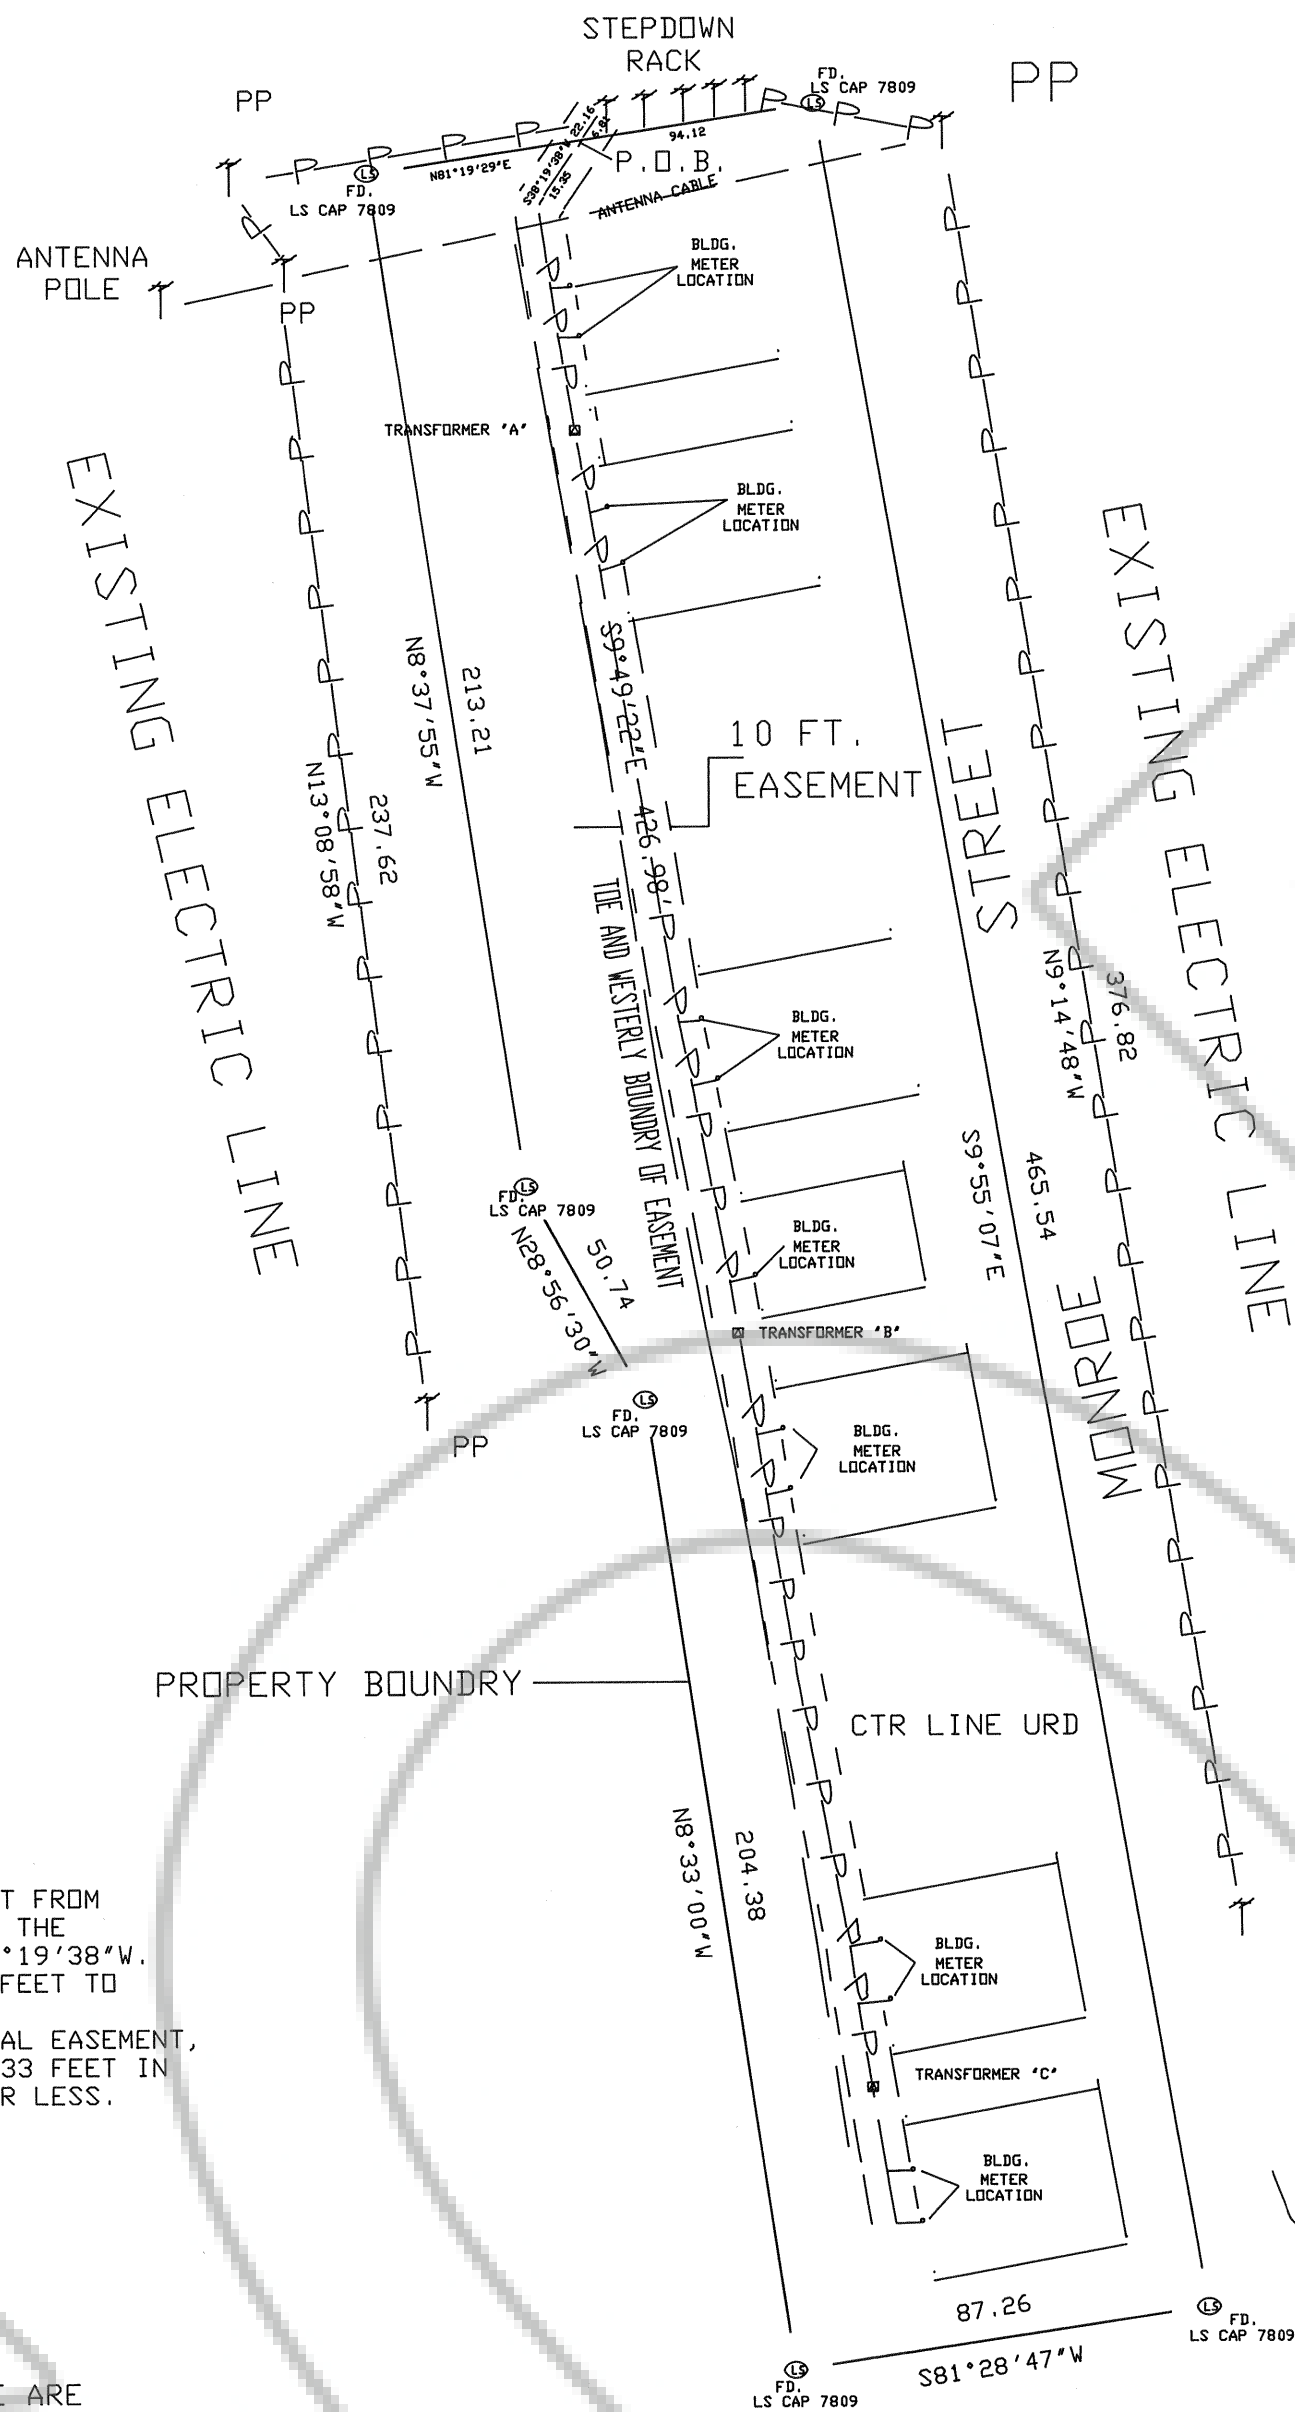 STEPDOWN
RACK
PP
PP
FD.
LS CAP 7809
LS
22.16
6.81
94.12
N81°19'29"E
S38°19'38"W
15.35
P.O.B.
ANTENNA CABLE
LS
FD.
LS CAP 7809
ANTENNA
POLE
PP
BLDG.
METER
LOCATION
TRANSFORMER "A"
BLDG.
METER
LOCATION
EXISTING ELECTRIC LINE
EXISTING ELECTRIC LINE
N8°37'55"W
213.21
S9°49'22"E 426.98'
10 FT.
EASEMENT
N13°08'58"W
237.62
MONROE STREET
N9°14'48"W
376.82
TOE AND WESTERLY BOUNDRY OF EASEMENT
BLDG.
METER
LOCATION
S9°55'07"E
465.54
LS
FD.
LS CAP 7809
N28°56'30"W
50.74
BLDG.
METER
LOCATION
TRANSFORMER "B"
LS
FD.
LS CAP 7809
PP
BLDG.
METER
LOCATION
PROPERTY BOUNDRY
CTR LINE URD
N8°33'00"W
204.38
T FROM
THE
°19'38"W.
FEET TO
AL EASEMENT,
33 FEET IN
R LESS.
BLDG.
METER
LOCATION
TRANSFORMER "C"
BLDG.
METER
LOCATION
87.26
S81°28'47"W
LS
FD.
LS CAP 7809
LS
FD.
LS CAP 7809
E ARE